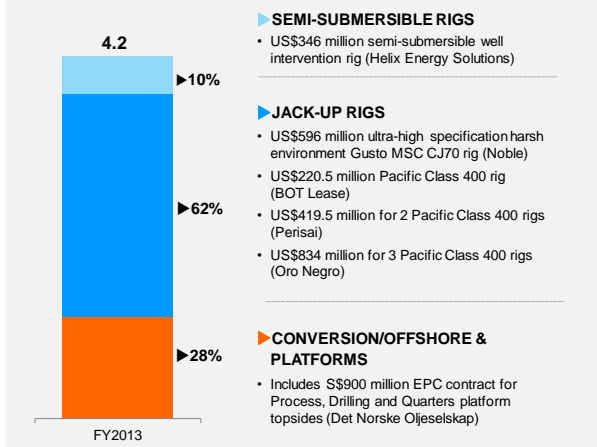 4.2
10%
62%
28%
FY2013
SEMI-SUBMERSIBLE RIGS
• US$346 million semi-submersible well
intervention rig (Helix Energy Solutions)
JACK-UP RIGS
• US$596 million ultra-high specification harsh
environment Gusto MSC CJ70 rig (Noble)
• US$220.5 million Pacific Class 400 rig
(BOT Lease)
• US$419.5 million for 2 Pacific Class 400 rigs
(Perisai)
• US$834 million for 3 Pacific Class 400 rigs
(Oro Negro)
CONVERSION/OFFSHORE &
PLATFORMS
• Includes S$900 million EPC contract for
Process, Drilling and Quarters platform
topsides (Det Norske Oljeselskap)